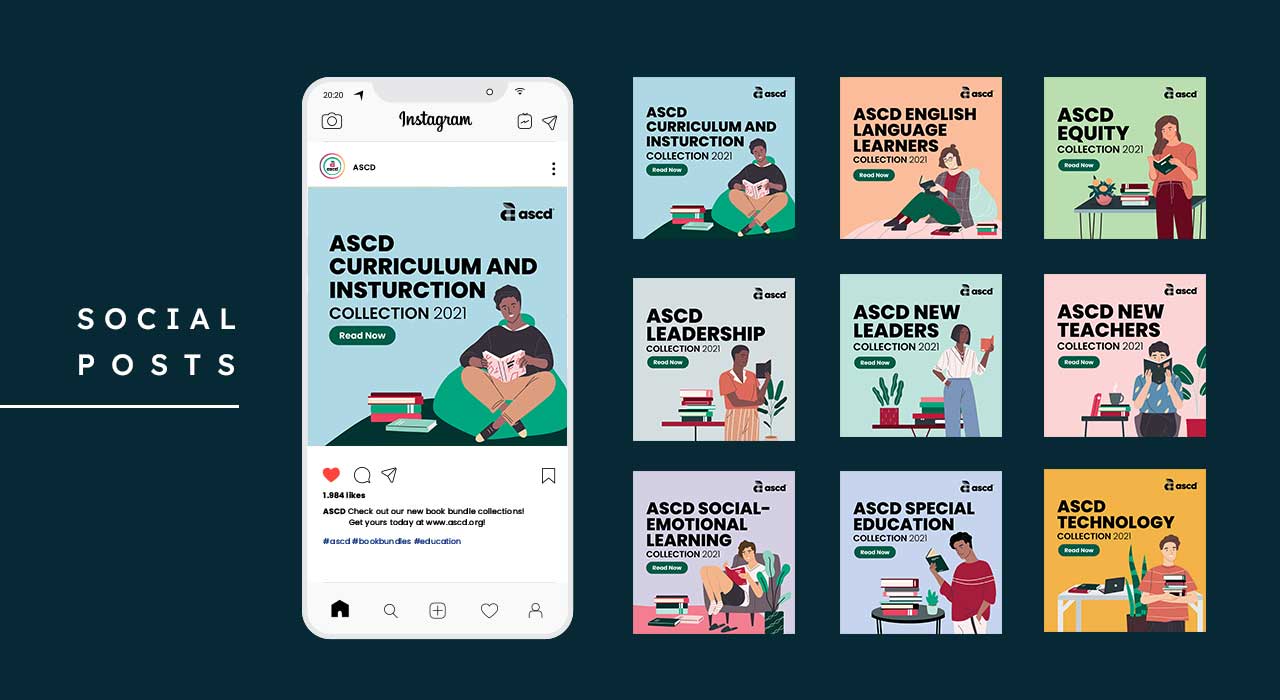 SOCIAL
POSTS
20:20
Instagram
ascd
ASCD
ascd
ASCD
CURRICULUM AND
INSTURCTION
COLLECTION 2021
Read Now
1.984 likes
ASCD Check out our new book bundle collections!
Get yours today at www.ascd.org!
#ascd #bookbundles #education
ascd
ASCD
CURRICULUM AND
INSTURCTION
COLLECTION 2021
Read Now
ascd
ASCD ENGLISH
LANGUAGE
LEARNERS
COLLECTION 2021
Read Now
ascd
ASCD
EQUITY
COLLECTION 2021
Read Now
ascd
ASCD
LEADERSHIP
COLLECTION 2021
Read Now
ascd
ASCD NEW
LEADERS
COLLECTION 2021
Read Now
ascd
ASCD NEW
TEACHERS
COLLECTION 2021
Read Now
ascd
ASCD SOCIAL-
EMOTIONAL
LEARNING
COLLECTION 2021
Read Now
ascd
ASCD SPECIAL
EDUCATION
COLLECTION 2021
Read Now
ascd
ASCD
TECHNOLOGY
COLLECTION 2021
Read Now